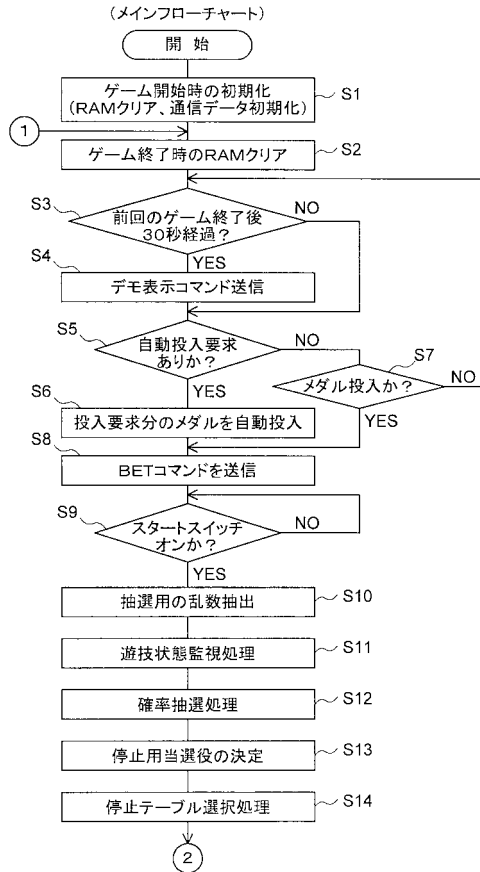 (メインフローチャート)
開 始
ゲーム開始時の初期化
(RAMクリア、通信データ初期化)
S1
1
ゲーム終了時のRAMクリア
S2
S3
前回のゲーム終了後
30秒経過?
NO
YES
S4
デモ表示コマンド送信
S5
自動投入要求
ありか?
NO
YES
S7
メダル投入か?
NO
YES
S6
投入要求分のメダルを自動投入
S8
BETコマンドを送信
S9
スタートスイッチ
オンか?
NO
YES
抽選用の乱数抽出
S10
遊技状態監視処理
S11
確率抽選処理
S12
停止用当選役の決定
S13
停止テーブル選択処理
S14
2